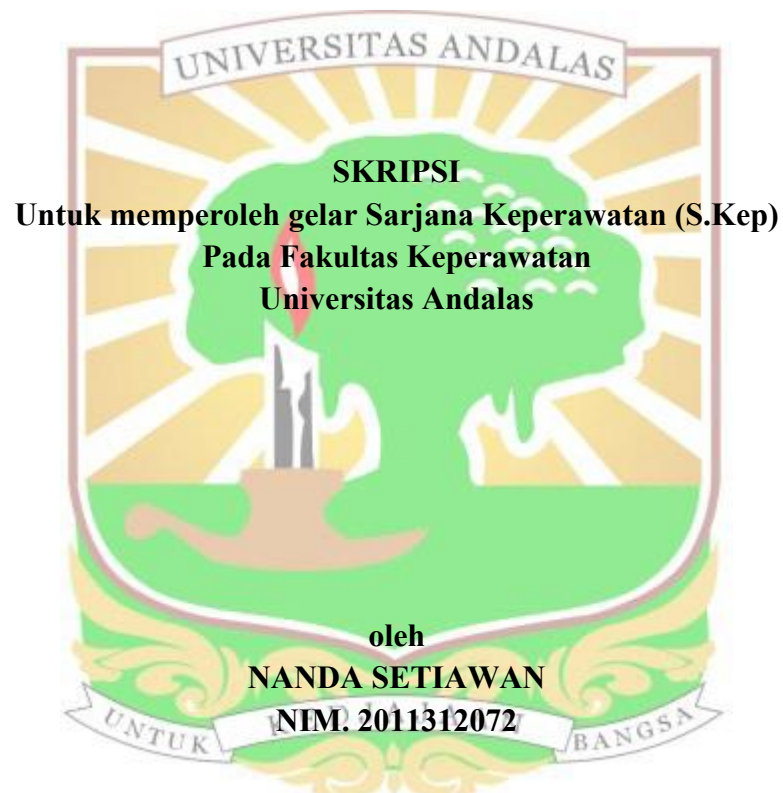 UNIVERSITAS ANDALAS
SKRIPSI
Untuk memperoleh gelar Sarjana Keperawatan (S.Kep)
Pada Fakultas Keperawatan
Universitas Andalas
oleh
NANDA SETIAWAN
NIM. 2011312072
UNTUK BANGSA